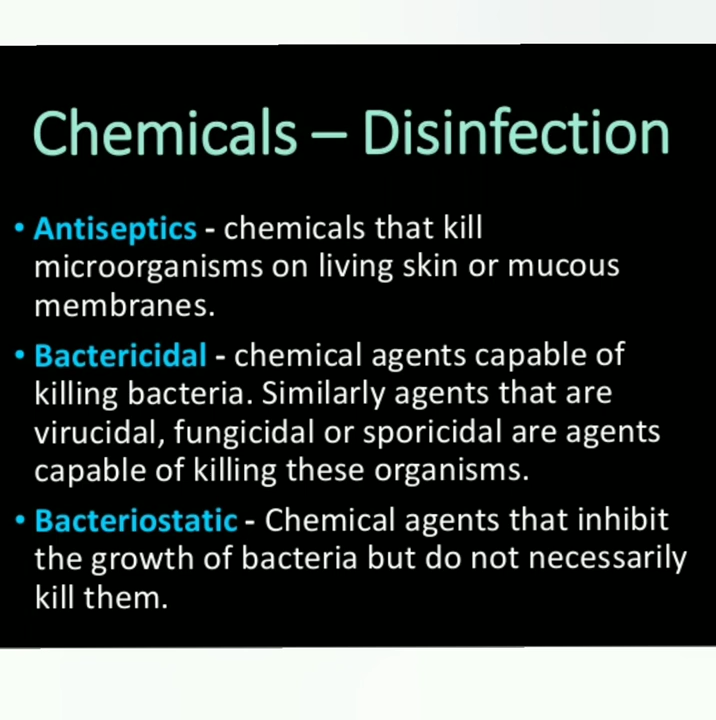 Chemicals – Disinfection
• Antiseptics - chemicals that kill
microorganisms on living skin or mucous
membranes.
• Bactericidal - chemical agents capable of
killing bacteria. Similarly agents that are
virucidal, fungicidal or sporicidal are agents
capable of killing these organisms.
• Bacteriostatic - Chemical agents that inhibit
the growth of bacteria but do not necessarily
kill them.